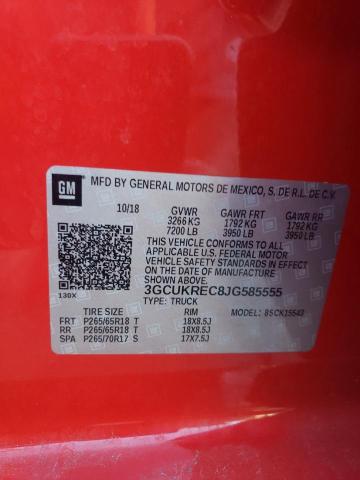 GM
MFD BY GENERAL MOTORS DE MEXICO, S. DE R.L. DE C.V.
10/18 GVWR GAWR FRT GAWR RR
3266 KG 1792 KG 1792 KG
7200 LB 3950 LB 3950 LB
THIS VEHICLE CONFORMS TO ALL
APPLICABLE U.S. FEDERAL MOTOR
VEHICLE SAFETY STANDARDS IN
EFFECT ON THE DATE OF MANUFACTURE
SHOWN ABOVE.
3GCUKREC8JG585555
130X TYPE: TRUCK
TIRE SIZE RIM MODEL: 85CK15543
FRT P265/65R18 T 18X8.5J
RR P265/65R18 T 18X8.5J
SPA P265/70R17 S 17X7.5J